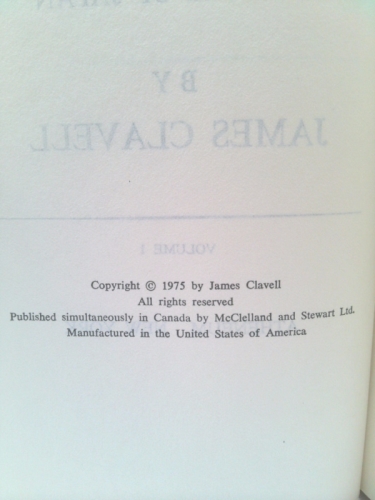 BY
JAMES CLAVELL
VOLUME I
Copyright © 1975 by James Clavell
All rights reserved
Published simultaneously in Canada by McClelland and Stewart Ltd.
Manufactured in the United States of America